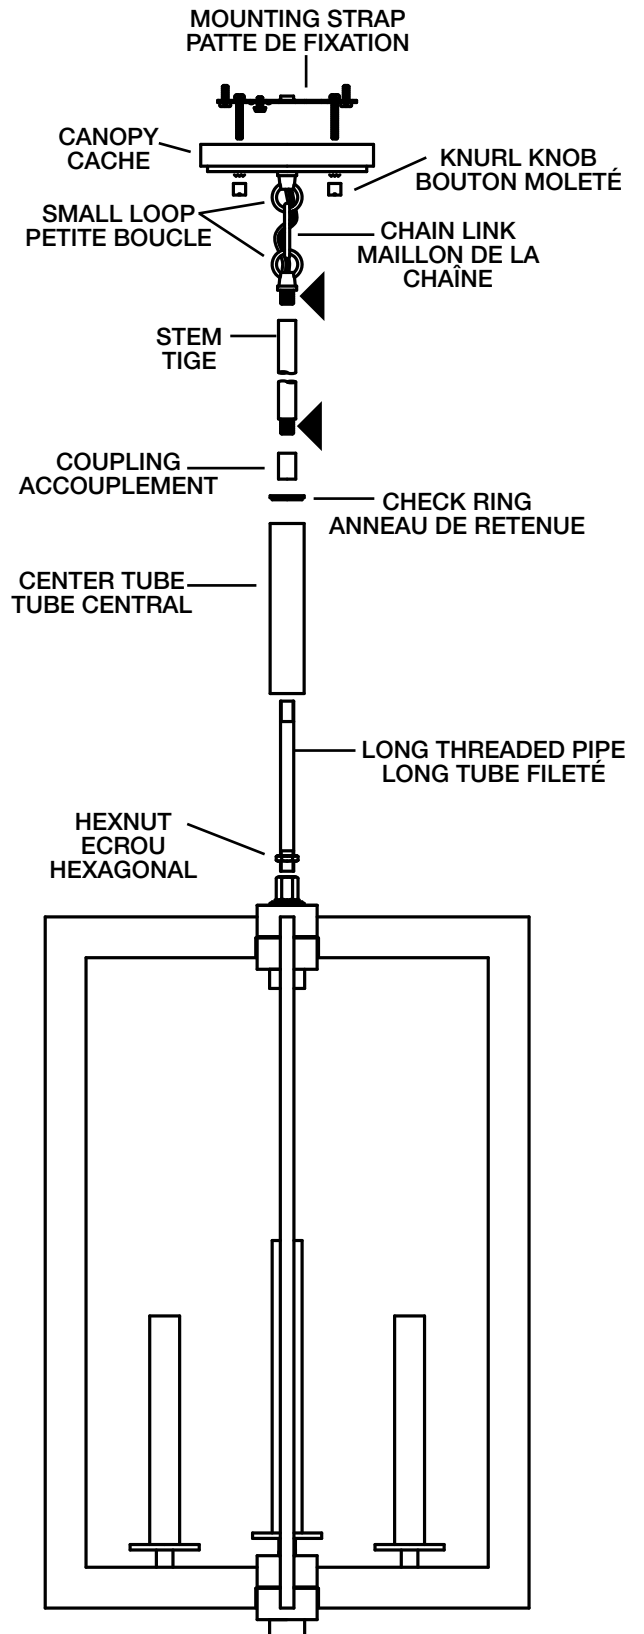 MOUNTING STRAP
PATTE DE FIXATION
CANOPY
CACHE
KNURL KNOB
BOUTON MOLETÉ
SMALL LOOP
PETITE BOUCLE
CHAIN LINK
MAILLON DE LA
CHAÎNE
STEM
TIGE
COUPLING
ACCOUPLEMENT
CHECK RING
ANNEAU DE RETENUE
CENTER TUBE
TUBE CENTRAL
LONG THREADED PIPE
LONG TUBE FILETÉ
HEXNUT
ECROU
HEXAGONAL